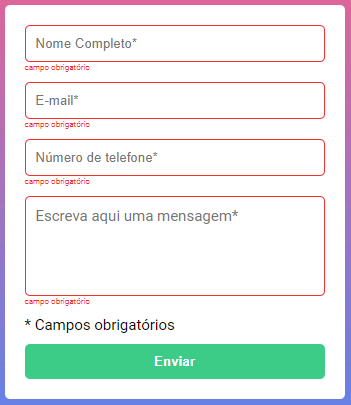 Nome Completo*
campo obrigatório
E-mail*
campo obrigatório
Número de telefone*
campo obrigatório
Escreva aqui uma mensagem*
campo obrigatório
* Campos obrigatórios
Enviar